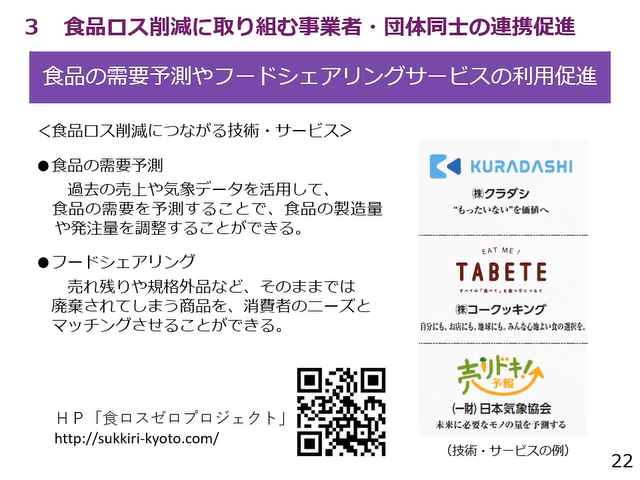 ３　食品ロス削減に取り組む事業者・団体同士の連携促進
食品の需要予測やフードシェアリングサービスの利用促進
＜食品ロス削減につながる技術・サービス＞
●食品の需要予測
過去の売上や気象データを活用して、
食品の需要を予測することで、食品の製造量
や発注量を調整することができる。
●フードシェアリング
売れ残りや規格外品など、そのままでは
廃棄されてしまう商品を、消費者のニーズと
マッチングさせることができる。
ＨＰ「食ロスゼロプロジェクト」
http://sukkiri-kyoto.com/
KURADASHI
㈱クラダシ
“もったいない”を価値へ
EAT ME!
TABETE
すべての「食べて」を食べ手につなぐ
㈱コークッキング
自分にも、お店にも、地球にも。みんな心地よい食の選択を。
売りドキ!
予報
(一財)日本気象協会
未来に必要なモノの量を予測する
（技術・サービスの例）
22